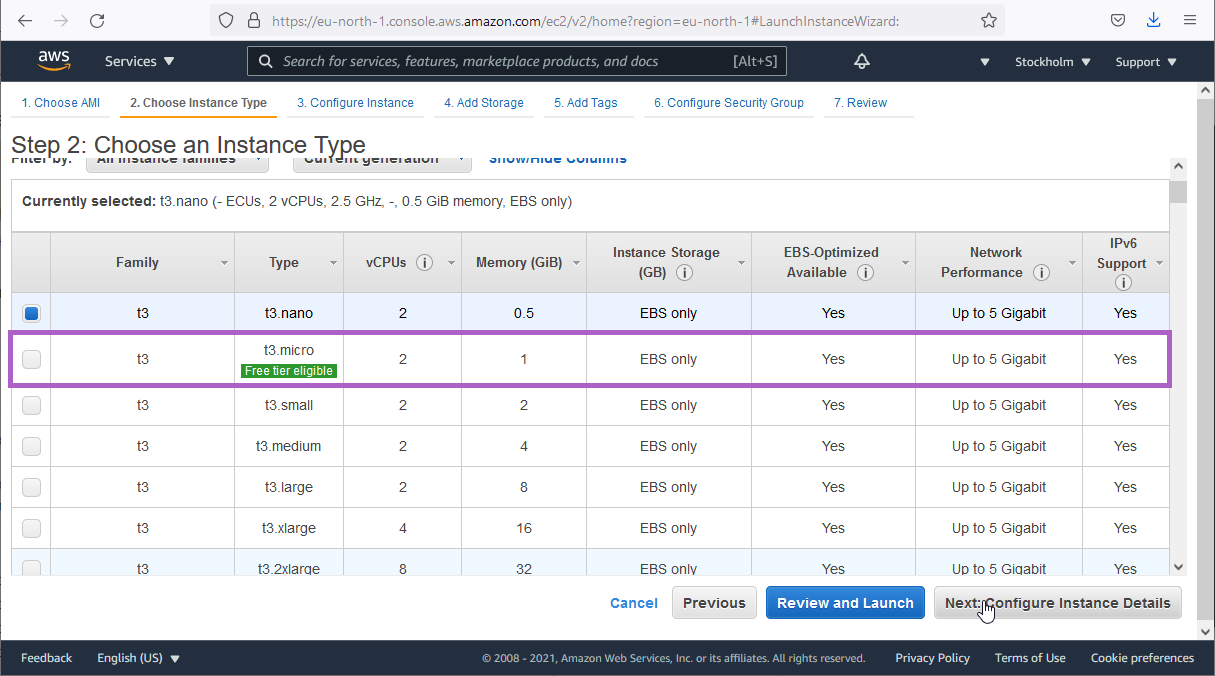 https://eu-north-1.console.aws.amazon.com/ec2/v2/home?region=eu-north-1#LaunchInstanceWizard:
aws Services Search for services, features, marketplace products, and docs [Alt+S] Stockholm Support
1. Choose AMI 2. Choose Instance Type 3. Configure Instance 4. Add Storage 5. Add Tags 6. Configure Security Group 7. Review
Step 2: Choose an Instance Type
Filter by: All instance families Current generation Show/Hide Columns
Currently selected: t3.nano (- ECUs, 2 vCPUs, 2.5 GHz, -, 0.5 GiB memory, EBS only)
Family Type vCPUs i Memory (GiB) Instance Storage (GB) i EBS-Optimized Available i Network Performance i IPv6 Support i
t3 t3.nano 2 0.5 EBS only Yes Up to 5 Gigabit Yes
t3 t3.micro Free tier eligible 2 1 EBS only Yes Up to 5 Gigabit Yes
t3 t3.small 2 2 EBS only Yes Up to 5 Gigabit Yes
t3 t3.medium 2 4 EBS only Yes Up to 5 Gigabit Yes
t3 t3.large 2 8 EBS only Yes Up to 5 Gigabit Yes
t3 t3.xlarge 4 16 EBS only Yes Up to 5 Gigabit Yes
t3 t3.2xlarge 8 32 EBS only Yes Up to 5 Gigabit Yes
Cancel Previous Review and Launch Next: Configure Instance Details
Feedback English (US) © 2008 - 2021, Amazon Web Services, Inc. or its affiliates. All rights reserved. Privacy Policy Terms of Use Cookie preferences